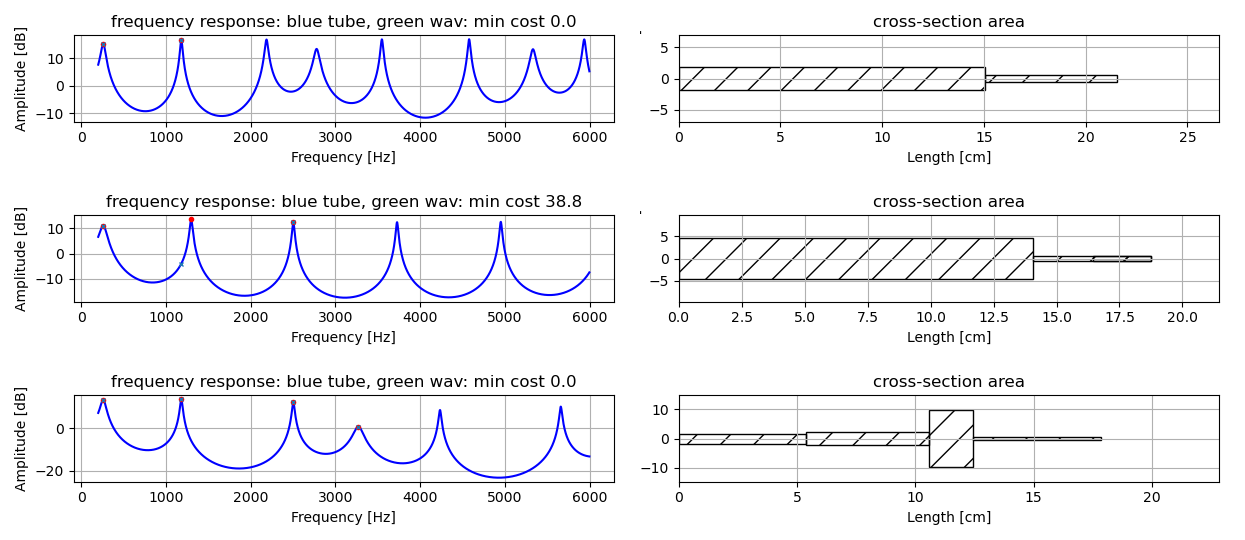 frequency response: blue tube, green wav: min cost 0.0
Amplitude [dB]
10
0
−10
0 1000 2000 3000 4000 5000 6000
Frequency [Hz]
cross-section area
5
0
−5
0 5 10 15 20 25
Length [cm]
frequency response: blue tube, green wav: min cost 38.8
Amplitude [dB]
10
0
−10
0 1000 2000 3000 4000 5000 6000
Frequency [Hz]
cross-section area
5
0
−5
0.0 2.5 5.0 7.5 10.0 12.5 15.0 17.5 20.0
Length [cm]
frequency response: blue tube, green wav: min cost 0.0
Amplitude [dB]
0
−20
0 1000 2000 3000 4000 5000 6000
Frequency [Hz]
cross-section area
10
0
−10
0 5 10 15 20
Length [cm]